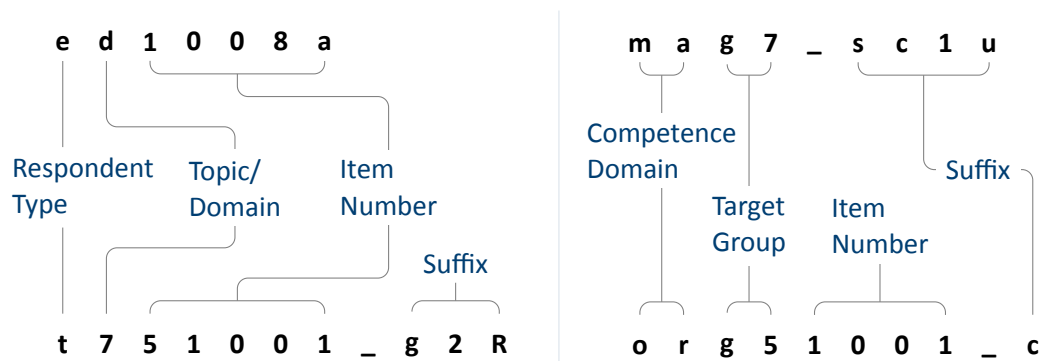 e d 1 0 0 8 a
Respondent
Type
Topic/
Domain
Item
Number
Suffix
t 7 5 1 0 0 1 _ g 2 R
m a g 7 _ s c 1 u
Competence
Domain
Target
Group
Item
Number
Suffix
o r g 5 1 0 0 1 _ c